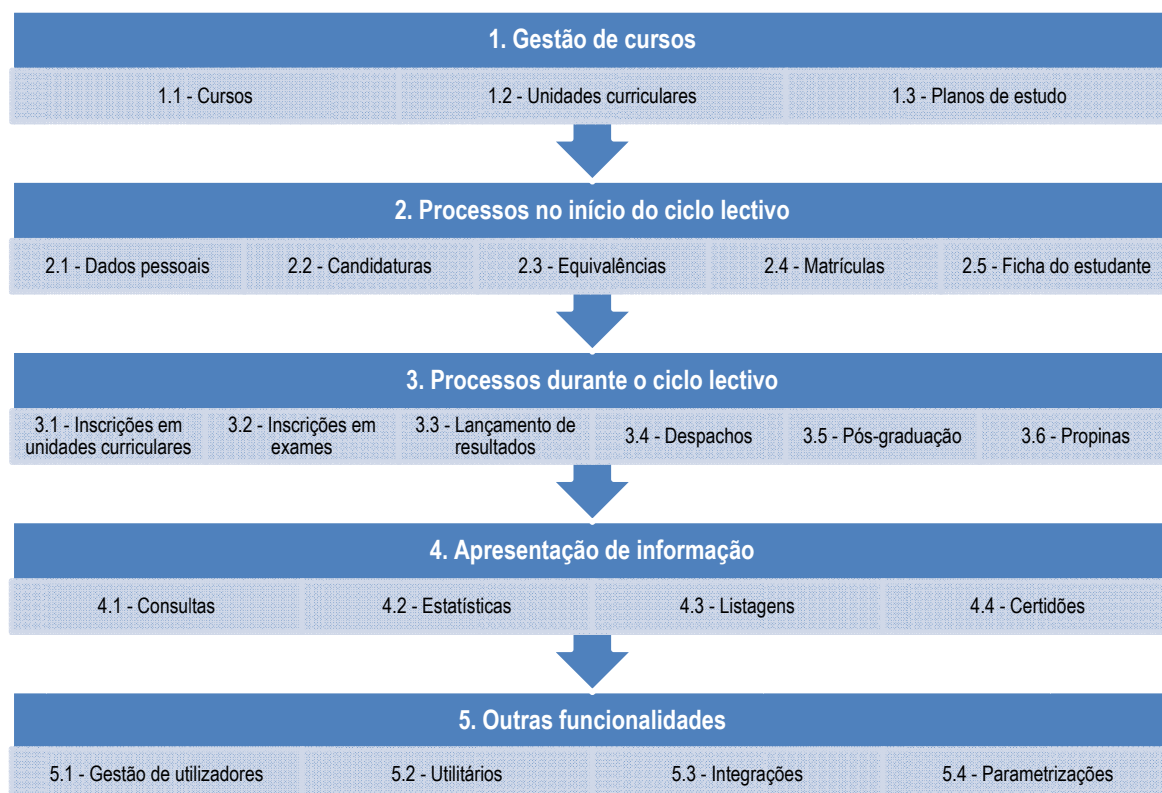 1. Gestão de cursos
1.1 - Cursos
1.2 - Unidades curriculares
1.3 - Planos de estudo
2. Processos no início do ciclo lectivo
2.1 - Dados pessoais
2.2 - Candidaturas
2.3 - Equivalências
2.4 - Matrículas
2.5 - Ficha do estudante
3. Processos durante o ciclo lectivo
3.1 - Inscrições em
unidades curriculares
3.2 - Inscrições em
exames
3.3 - Lançamento de
resultados
3.4 - Despachos
3.5 - Pós-graduação
3.6 - Propinas
4. Apresentação de informação
4.1 - Consultas
4.2 - Estatísticas
4.3 - Listagens
4.4 - Certidões
5. Outras funcionalidades
5.1 - Gestão de utilizadores
5.2 - Utilitários
5.3 - Integrações
5.4 - Parametrizações